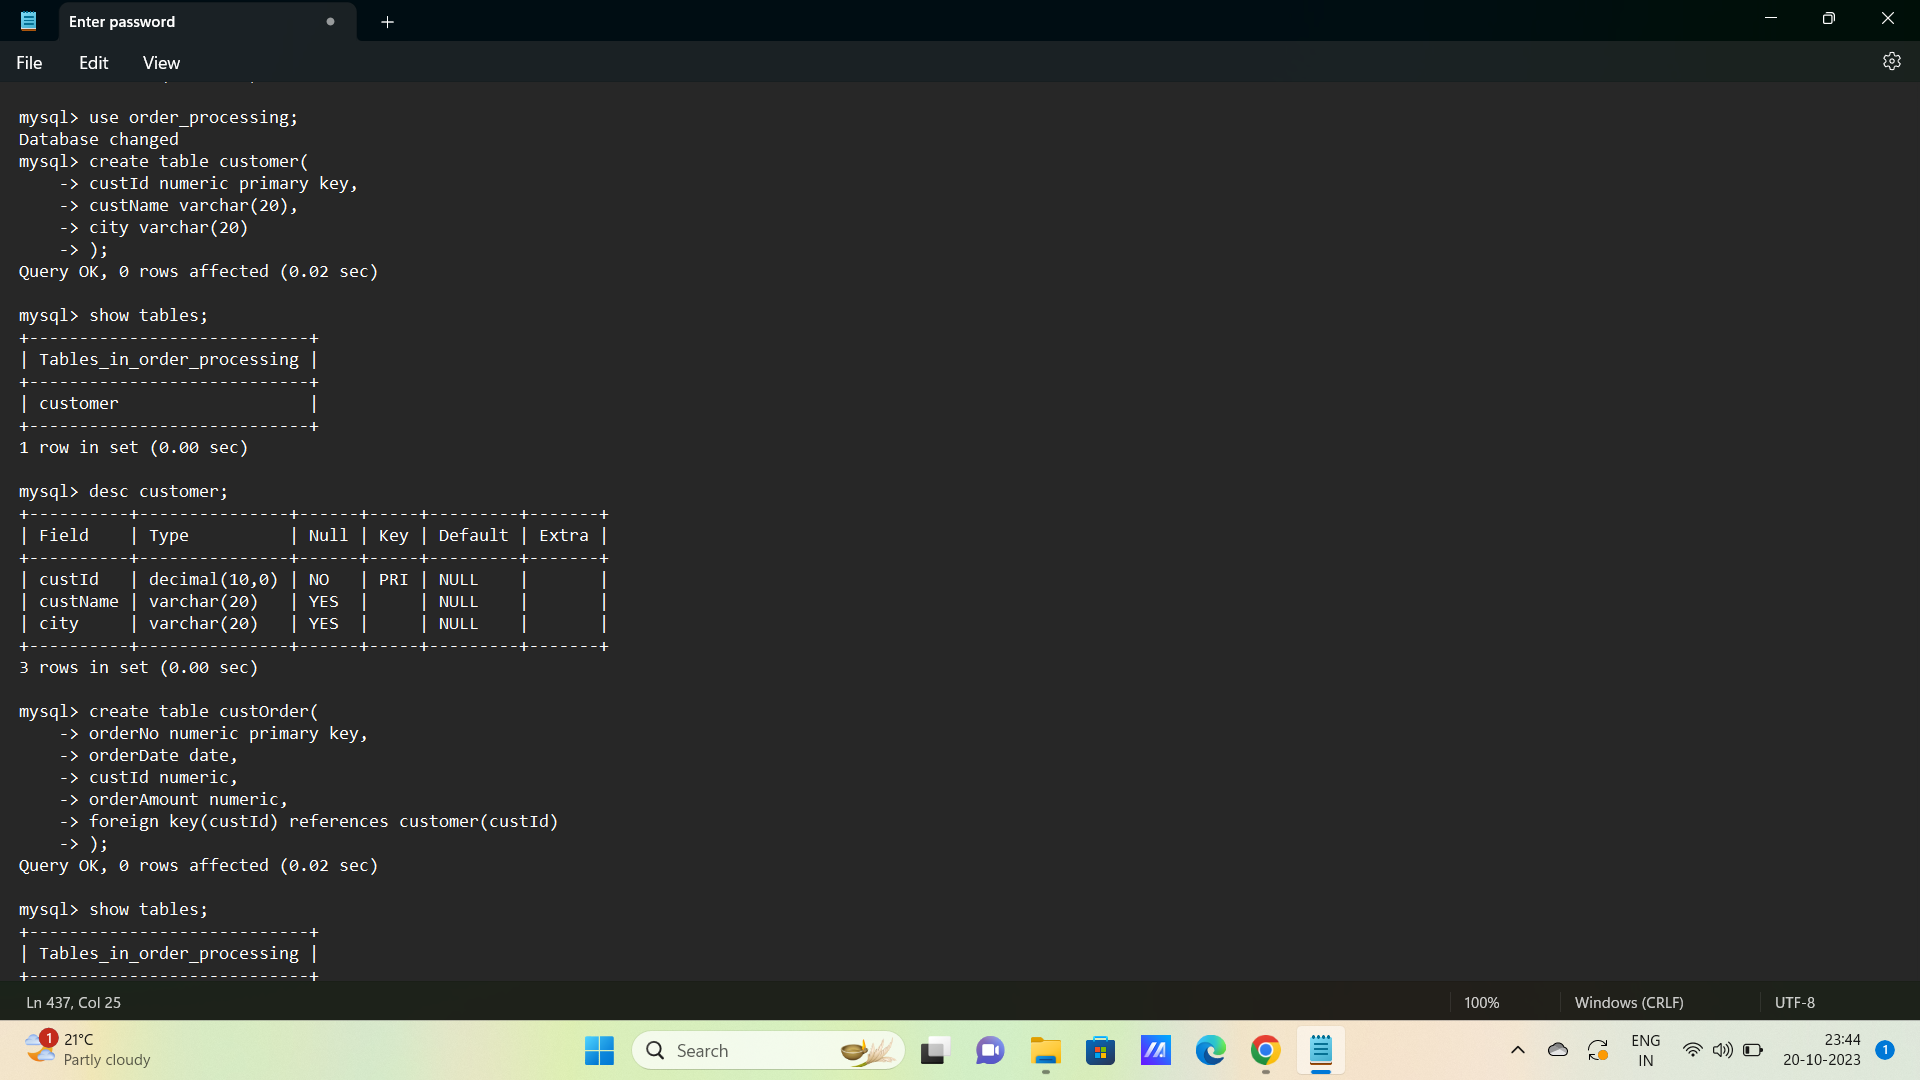 Enter password
File Edit View
mysql> use order_processing;
Database changed
mysql> create table customer(
    -> custId numeric primary key,
    -> custName varchar(20),
    -> city varchar(20)
    -> );
Query OK, 0 rows affected (0.02 sec)
mysql> show tables;
+----------------------------+
| Tables_in_order_processing |
+----------------------------+
| customer                   |
+----------------------------+
1 row in set (0.00 sec)
mysql> desc customer;
+----------+---------------+------+-----+---------+-------+
| Field    | Type          | Null | Key | Default | Extra |
+----------+---------------+------+-----+---------+-------+
| custId   | decimal(10,0) | NO   | PRI | NULL    |       |
| custName | varchar(20)   | YES  |     | NULL    |       |
| city     | varchar(20)   | YES  |     | NULL    |       |
+----------+---------------+------+-----+---------+-------+
3 rows in set (0.00 sec)
mysql> create table custOrder(
    -> orderNo numeric primary key,
    -> orderDate date,
    -> custId numeric,
    -> orderAmount numeric,
    -> foreign key(custId) references customer(custId)
    -> );
Query OK, 0 rows affected (0.02 sec)
mysql> show tables;
+----------------------------+
| Tables_in_order_processing |
+----------------------------+
Ln 437, Col 25 100% Windows (CRLF) UTF-8
1 21°C
Partly cloudy
Search
ENG
IN
23:44
20-10-2023
1